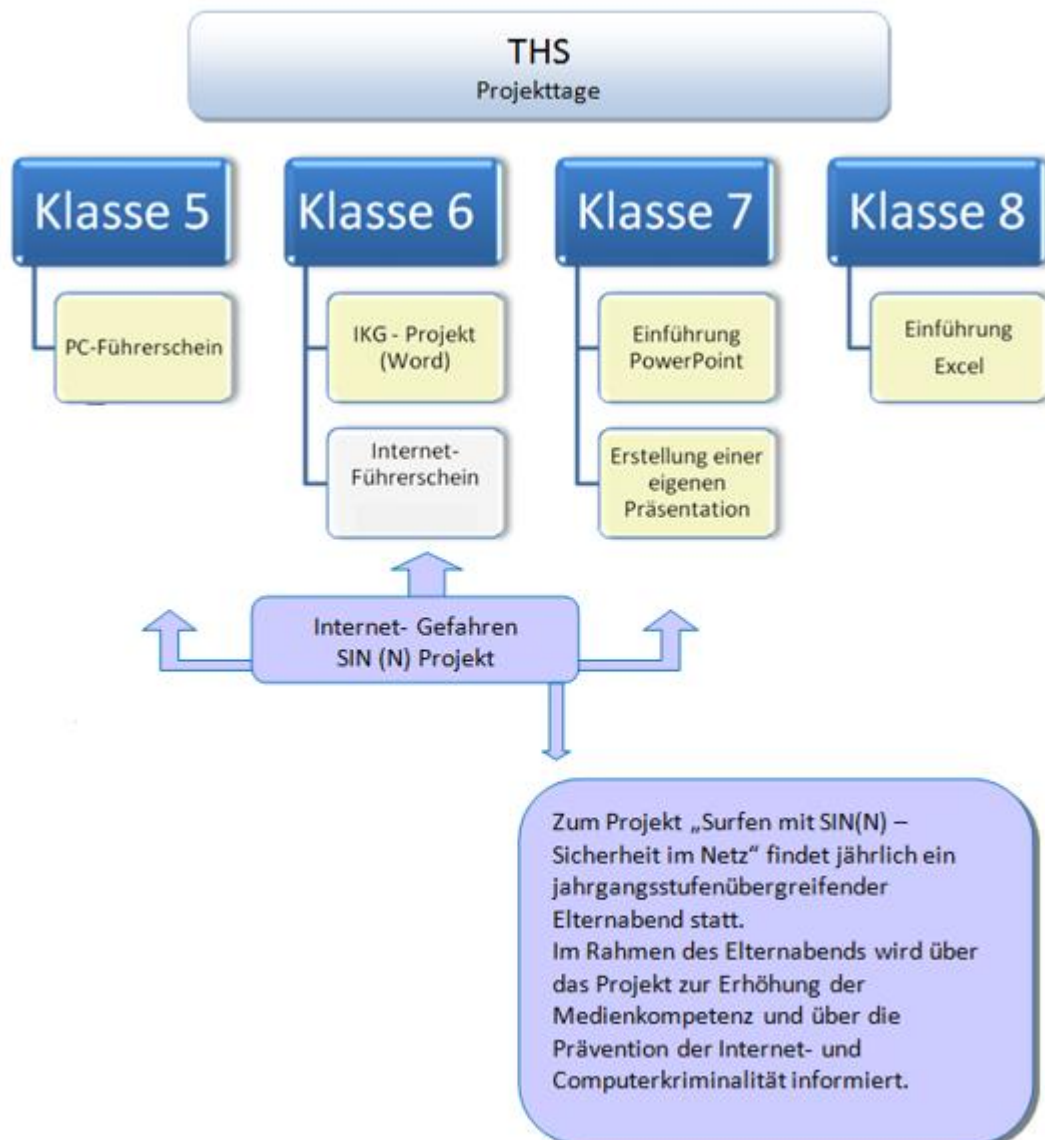 THS
Projekttage
Klasse 5
PC-Führerschein
Klasse 6
IKG - Projekt
(Word)
Internet-
Führerschein
Klasse 7
Einführung
PowerPoint
Erstellung einer
eigenen
Präsentation
Klasse 8
Einführung
Excel
Internet- Gefahren
SIN (N) Projekt
Zum Projekt „Surfen mit SIN(N) –
Sicherheit im Netz“ findet jährlich ein
jahrgangsstufenübergreifender
Elternabend statt.
Im Rahmen des Elternabends wird über
das Projekt zur Erhöhung der
Medienkompetenz und über die
Prävention der Internet- und
Computerkriminalität informiert.